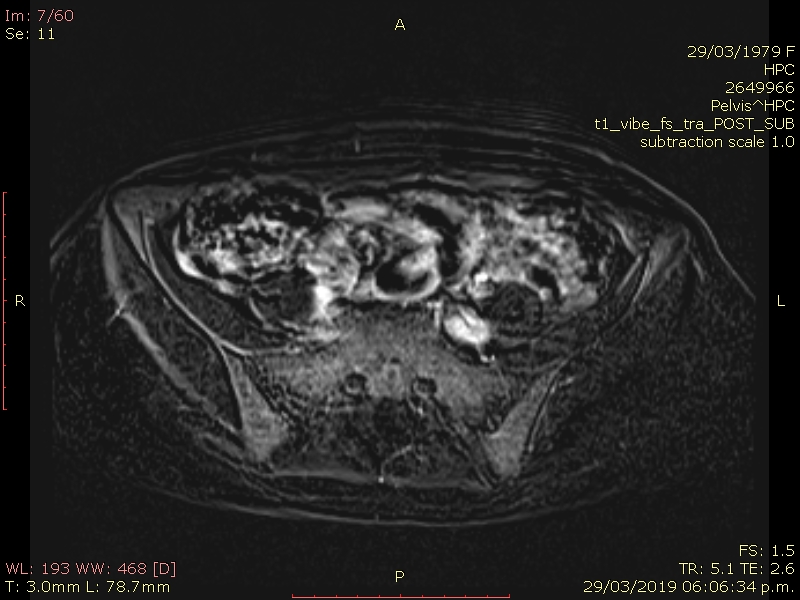 Im: 7/60
Se: 11
A
29/03/1979 F
HPC
2649966
Pelvis^HPC
t1_vibe_fs_tra_POST_SUB
subtraction scale 1.0
R
L
WL: 193 WW: 468 [D]
T: 3.0mm L: 78.7mm
P
FS: 1.5
TR: 5.1 TE: 2.6
29/03/2019 06:06:34 p.m.